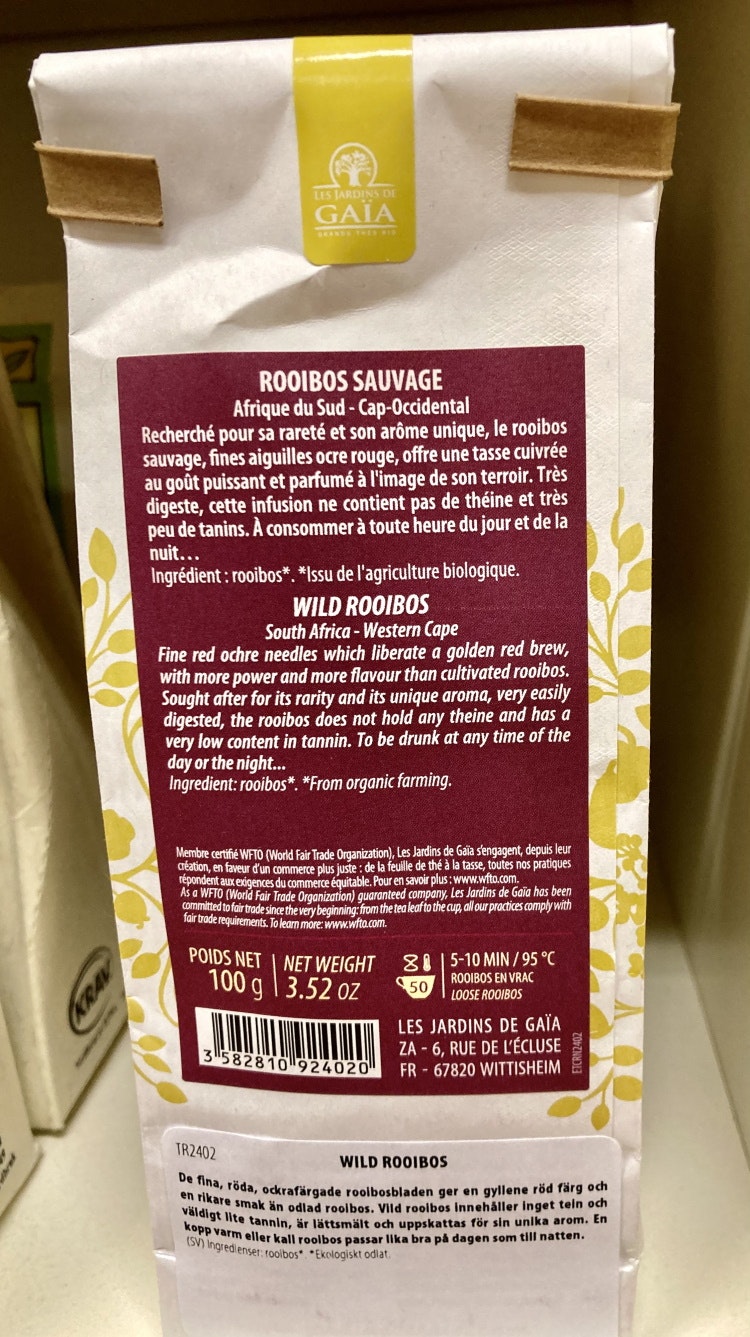 LES JARDINS DE
GAÏA
GRANDS THÉS BIO
ROOIBOS SAUVAGE
Afrique du Sud - Cap-Occidental
Recherché pour sa rareté et son arôme unique, le rooibos
sauvage, fines aiguilles ocre rouge, offre une tasse cuivrée
au goût puissant et parfumé à l'image de son terroir. Très
digeste, cette infusion ne contient pas de théine et très
peu de tanins. À consommer à toute heure du jour et de la
nuit...
Ingrédient : rooibos*. *Issu de l'agriculture biologique.
WILD ROOIBOS
South Africa - Western Cape
Fine red ochre needles which liberate a golden red brew,
with more power and more flavour than cultivated rooibos.
Sought after for its rarity and its unique aroma, very easily
digested, the rooibos does not hold any theine and has a
very low content in tannin. To be drunk at any time of the
day or the night...
Ingredient: rooibos*. *From organic farming.
Membre certifié WFTO (World Fair Trade Organization), Les Jardins de Gaïa s'engagent, depuis leur
création, en faveur d'un commerce plus juste : de la feuille de thé à la tasse, toutes nos pratiques
répondent aux exigences du commerce équitable. Pour en savoir plus : www.wfto.com.
As a WFTO (World Fair Trade Organization) guaranteed company, Les Jardins de Gaïa has been
committed to fair trade since the very beginning: from the tea leaf to the cup, all our practices comply with
fair trade requirements. To learn more: www.wfto.com.
POIDS NET
100 g
NET WEIGHT
3.52 OZ
50
5-10 MIN / 95 °C
ROOIBOS EN VRAC
LOOSE ROOIBOS
3 582810 924020
LES JARDINS DE GAÏA
ZA - 6, RUE DE L'ÉCLUSE
FR - 67820 WITTISHEIM
ETCRN2402
KRAV
TR2402
WILD ROOIBOS
De fina, röda, ockrafärgade rooibosbladen ger en gyllene röd färg och
en rikare smak än odlad rooibos. Vild rooibos innehåller inget tein och
väldigt lite tannin, är lättsmält och uppskattas för sin unika arom. En
kopp varm eller kall rooibos passar lika bra på dagen som till natten.
(SV) Ingredienser: rooibos*. *Ekologiskt odlat.